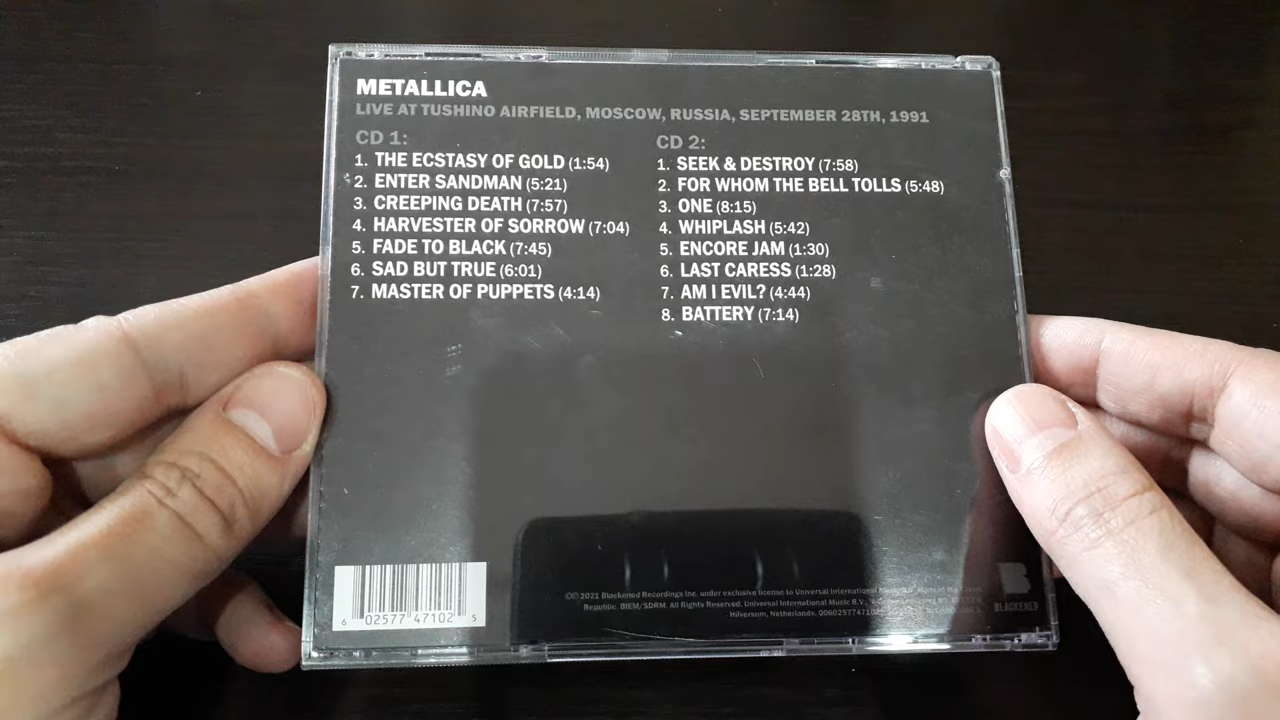 METALLICA
LIVE AT TUSHINO AIRFIELD, MOSCOW, RUSSIA, SEPTEMBER 28TH, 1991
CD 1:
1. THE ECSTASY OF GOLD (1:54)
2. ENTER SANDMAN (5:21)
3. CREEPING DEATH (7:57)
4. HARVESTER OF SORROW (7:04)
5. FADE TO BLACK (7:45)
6. SAD BUT TRUE (6:01)
7. MASTER OF PUPPETS (4:14)
CD 2:
1. SEEK & DESTROY (7:58)
2. FOR WHOM THE BELL TOLLS (5:48)
3. ONE (8:15)
4. WHIPLASH (5:42)
5. ENCORE JAM (1:30)
6. LAST CARESS (1:28)
7. AM I EVIL? (4:44)
8. BATTERY (7:14)
6 02577 47102 5
℗© 2021 Blackened Recordings Inc. under exclusive license to Universal International
Republic. BIEM/SDRM. All Rights Reserved. Universal International Music B.V.,
Hilversum, Netherlands.
B
BLACKENED